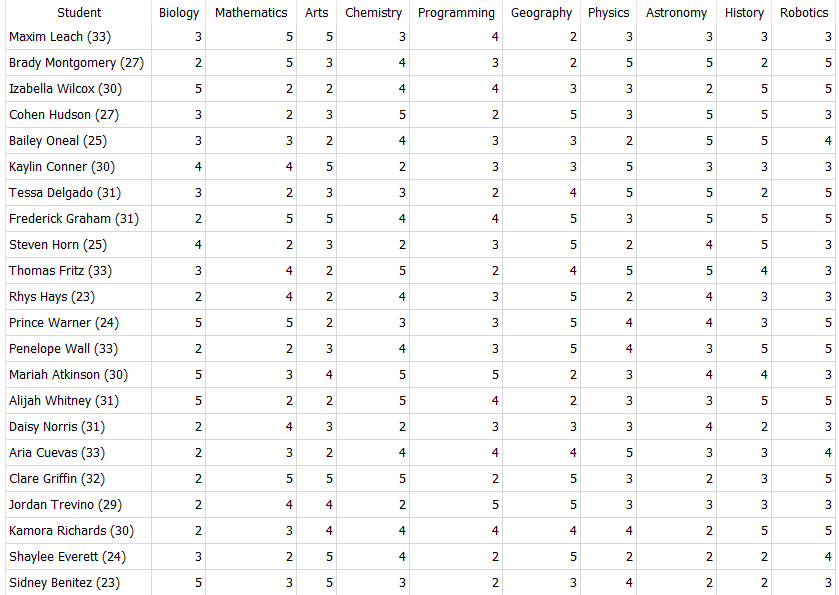 Student Biology Mathematics Arts Chemistry Programming Geography Physics Astronomy History Robotics
Maxim Leach (33) 3 5 5 3 4 2 3 3 3 3
Brady Montgomery (27) 2 5 3 4 3 2 5 5 2 5
Izabella Wilcox (30) 5 2 2 4 4 3 3 2 5 5
Cohen Hudson (27) 3 2 3 5 2 5 3 5 5 3
Bailey Oneal (25) 3 3 2 4 3 3 2 5 5 4
Kaylin Conner (30) 4 4 5 2 3 3 5 3 3 3
Tessa Delgado (31) 3 2 3 3 2 4 5 5 2 5
Frederick Graham (31) 2 5 5 4 4 5 3 5 5 5
Steven Horn (25) 4 2 3 2 3 5 2 4 5 3
Thomas Fritz (33) 3 4 2 5 2 4 5 5 4 3
Rhys Hays (23) 2 4 2 4 3 5 2 4 3 3
Prince Warner (24) 5 5 2 3 3 5 4 4 3 5
Penelope Wall (33) 2 2 3 4 3 5 4 3 5 5
Mariah Atkinson (30) 5 3 4 5 5 2 3 4 4 3
Alijah Whitney (31) 5 2 2 5 4 2 3 3 5 5
Daisy Norris (31) 2 4 3 2 3 3 3 4 2 3
Aria Cuevas (33) 2 3 2 4 4 4 5 3 3 4
Clare Griffin (32) 2 5 5 5 2 5 3 2 3 5
Jordan Trevino (29) 2 4 4 2 5 5 3 3 3 3
Kamora Richards (30) 2 3 4 4 4 4 4 2 5 5
Shaylee Everett (24) 3 2 5 4 2 5 2 2 2 4
Sidney Benitez (23) 5 3 5 3 2 3 4 2 2 3